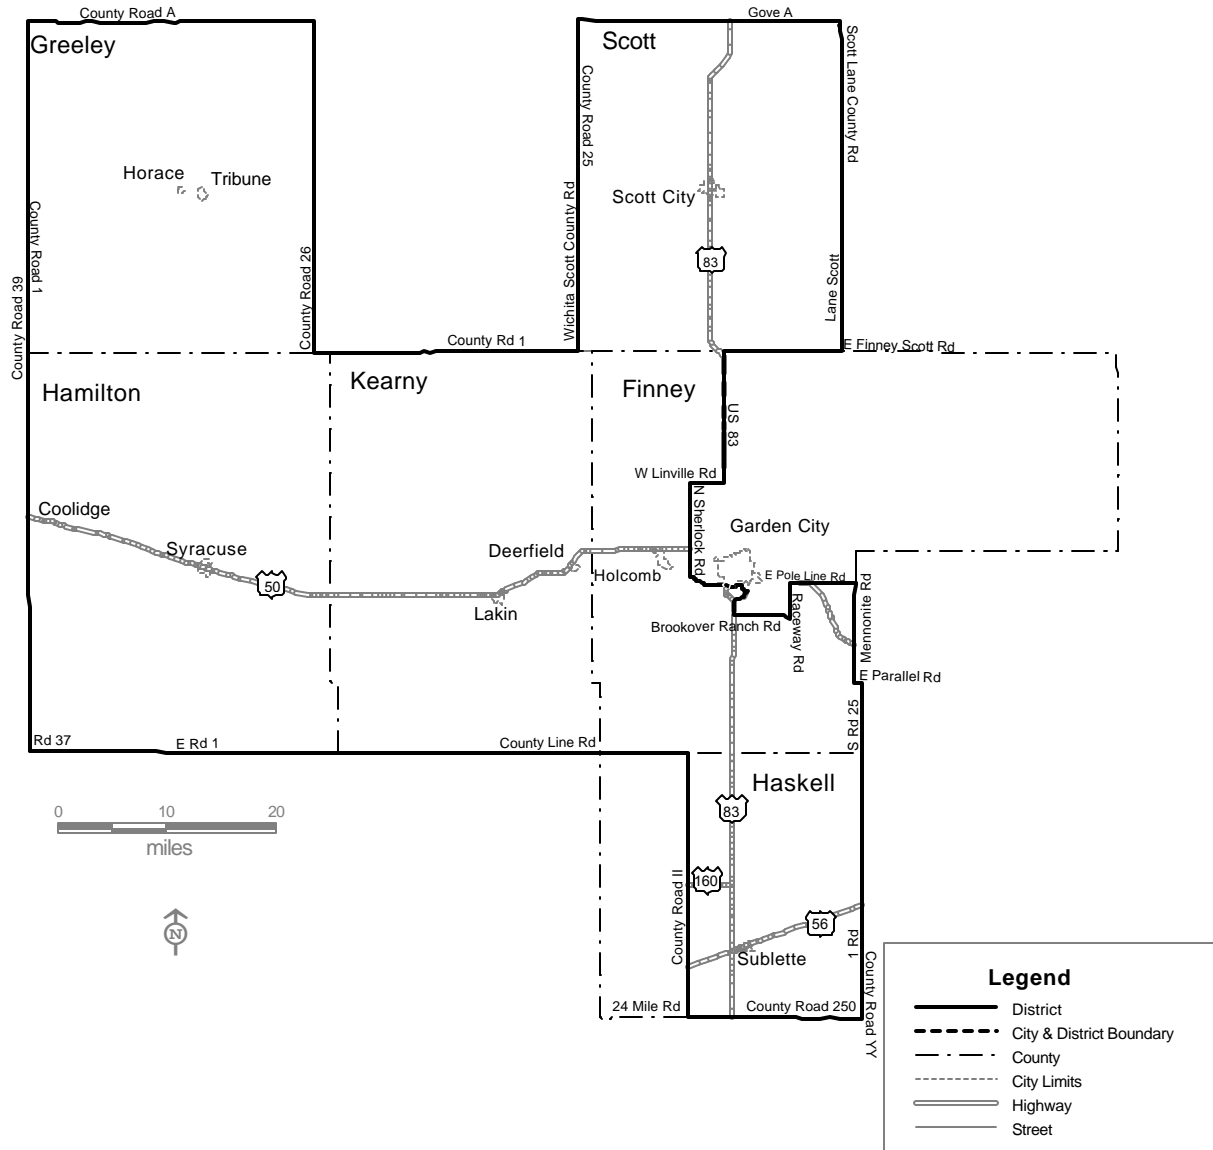 County Road A
Gove A
Greeley
Scott
Scott Lane County Rd
County Road 25
Horace
Tribune
Scott City
County Road 1
County Road 39
County Road 26
Wichita Scott County Rd
83
Lane Scott
County Rd 1
E Finney Scott Rd
Hamilton
Kearny
Finney
US 83
W Linville Rd
N Sherlock Rd
Coolidge
Syracuse
Deerfield
Garden City
50
Lakin
Holcomb
E Pole Line Rd
Brookover Ranch Rd
Raceway Rd
Mennonite Rd
E Parallel Rd
S Rd 25
Rd 37
E Rd 1
County Line Rd
Haskell
0 10 20
miles
83
160
County Road II
56
Sublette
1 Rd
County Road YY
N
24 Mile Rd
County Road 250
Legend
District
City & District Boundary
County
City Limits
Highway
Street